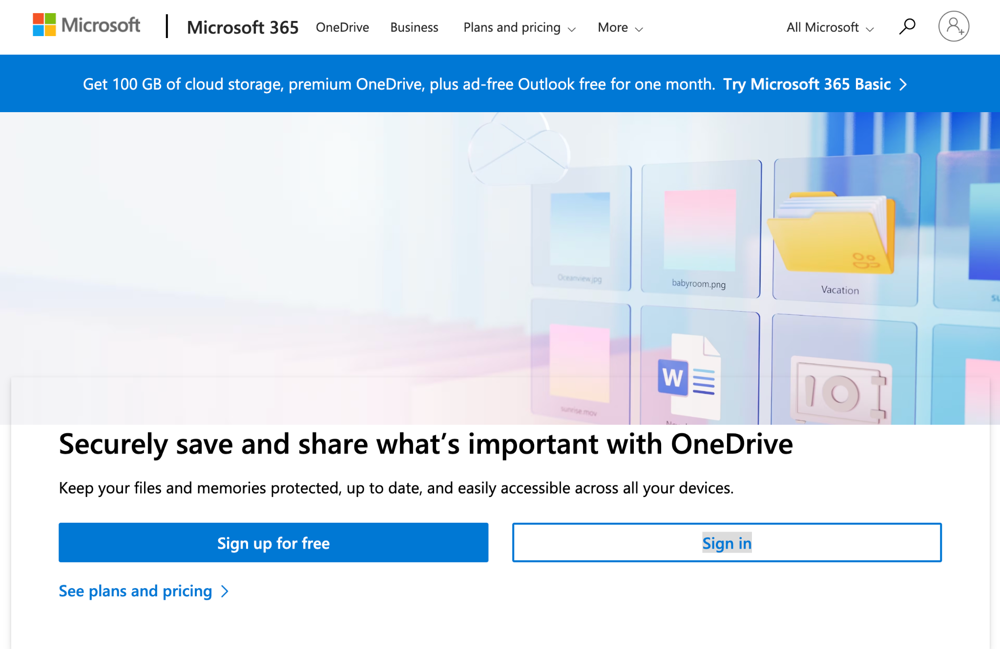 Microsoft
Microsoft 365
OneDrive
Business
Plans and pricing
More
All Microsoft
Get 100 GB of cloud storage, premium OneDrive, plus ad-free Outlook free for one month. Try Microsoft 365 Basic
Oceanview.jpg
babyroom.png
Vacation
sunrise.mov
W
Securely save and share what’s important with OneDrive
Keep your files and memories protected, up to date, and easily accessible across all your devices.
Sign up for free
Sign in
See plans and pricing